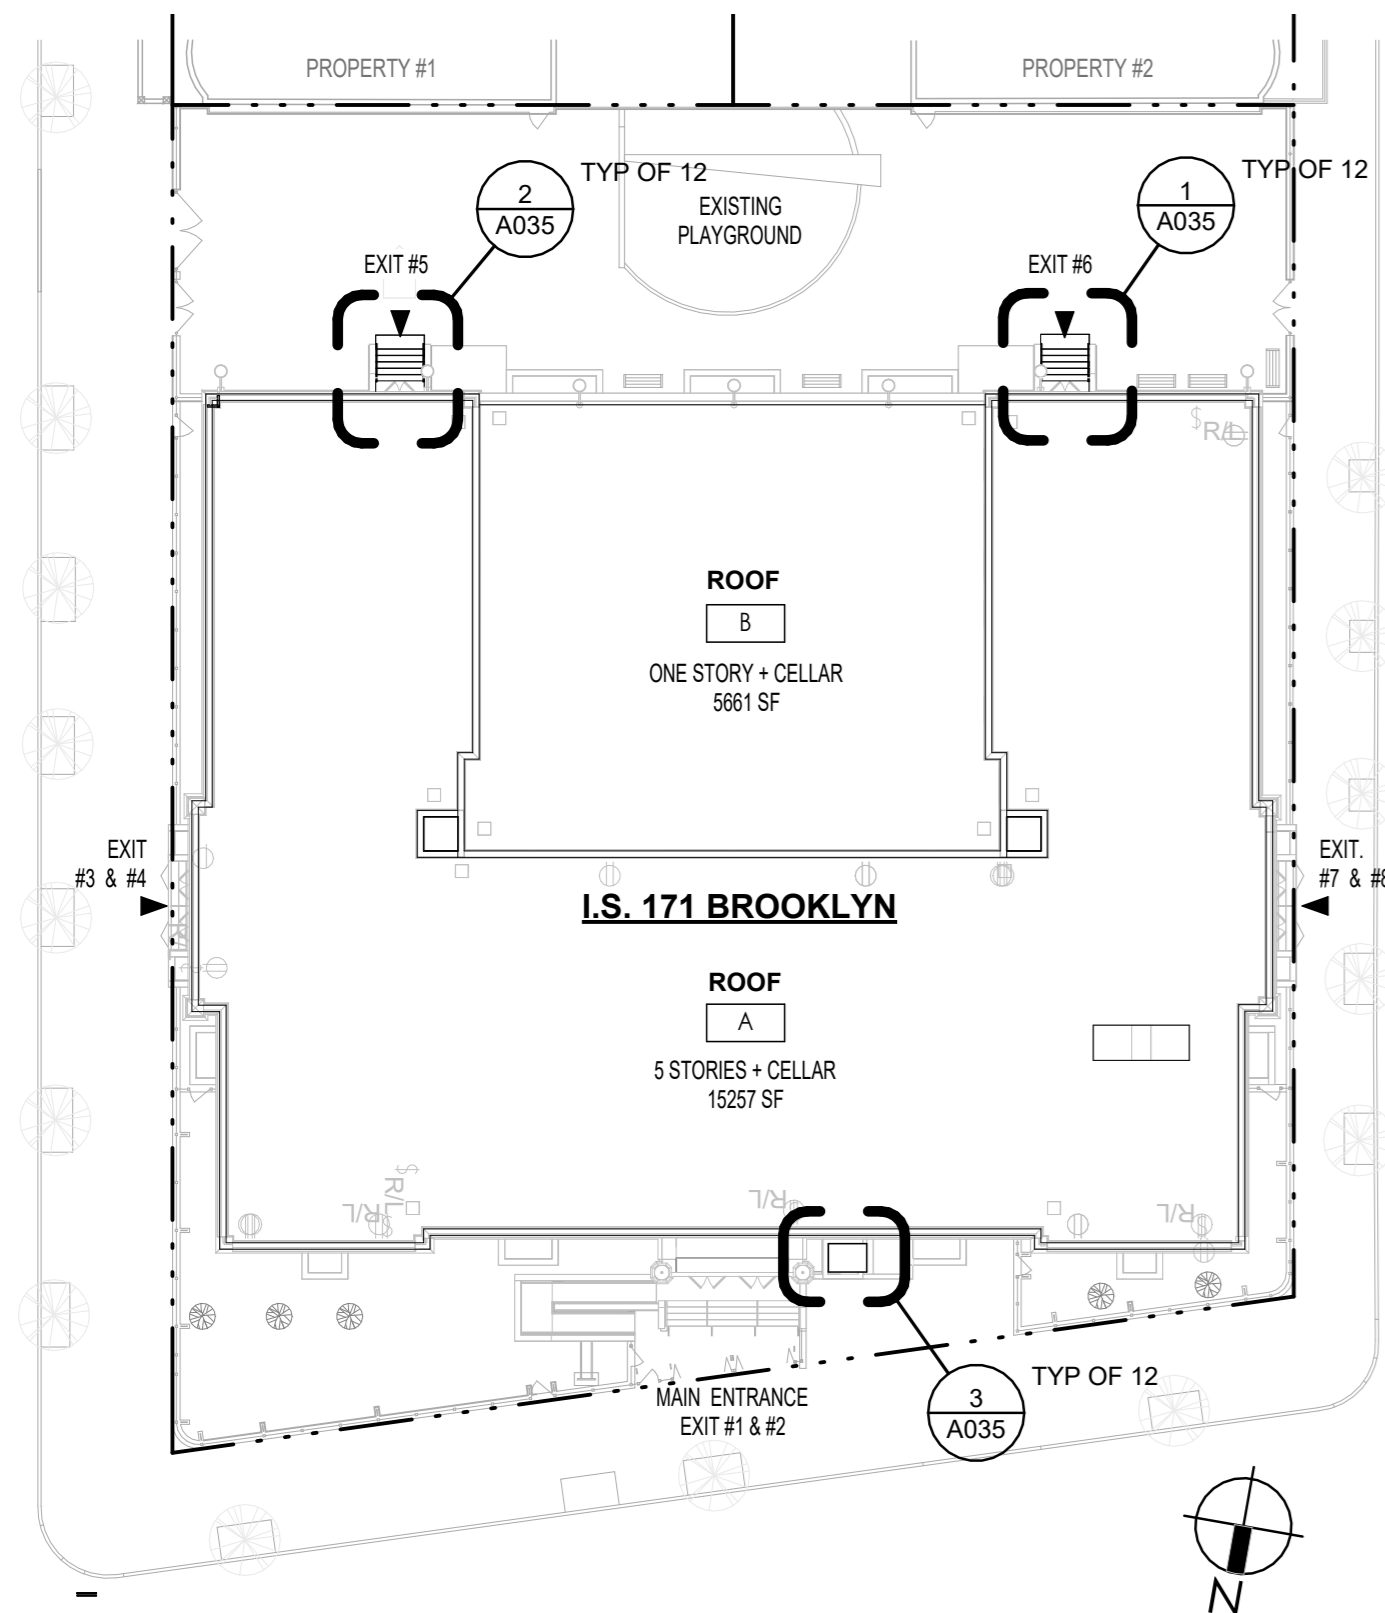 PROPERTY #1
PROPERTY #2
TYP OF 12
2
A035
TYP OF 12
1
A035
EXISTING
PLAYGROUND
EXIT #5
EXIT #6
$
R/L
ROOF
B
ONE STORY + CELLAR
5661 SF
EXIT
#3 & #4
EXIT.
#7 & #8
I.S. 171 BROOKLYN
ROOF
A
5 STORIES + CELLAR
15257 SF
$
R/L
R/L
$
R/L
R/L
$
TYP OF 12
3
A035
MAIN ENTRANCE
EXIT #1 & #2
N